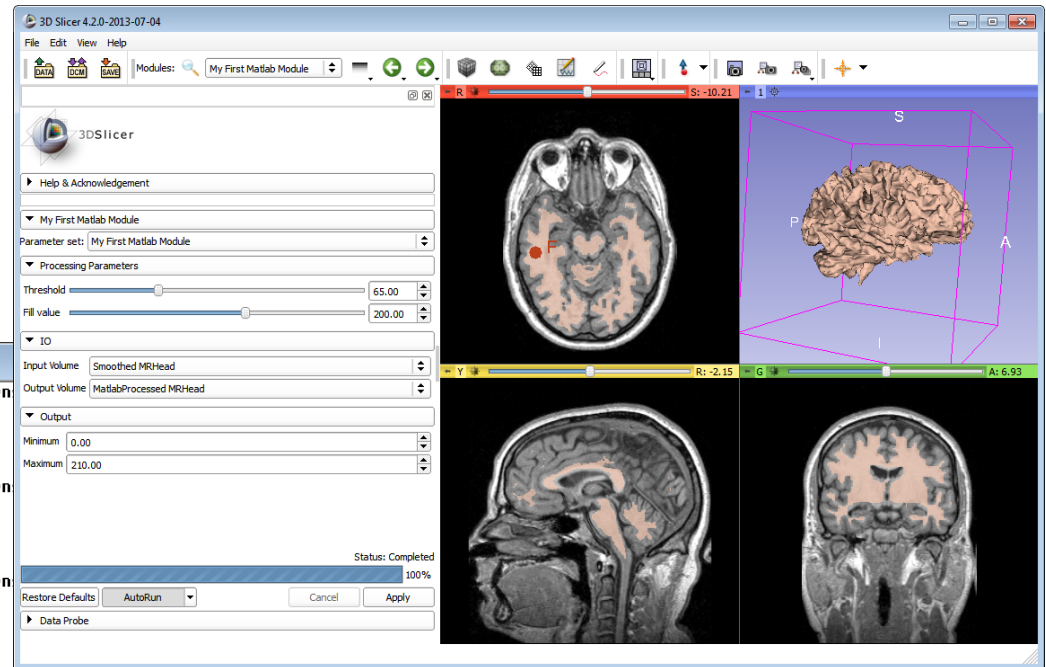 3D Slicer 4.2.0-2013-07-04
File Edit View Help
DATA DCM SAVE Modules: My First Matlab Module
R S: -10.21 1
3DSlicer
Help & Acknowledgement
My First Matlab Module
Parameter set: My First Matlab Module
Processing Parameters
Threshold 65.00
Fill value 200.00
IO
Input Volume Smoothed MRHead
Output Volume MatlabProcessed MRHead
Output
Minimum 0.00
Maximum 210.00
Status: Completed
100%
Restore Defaults AutoRun Cancel Apply
Data Probe
F
S
P
A
I
Y R: -2.15 G A: 6.93